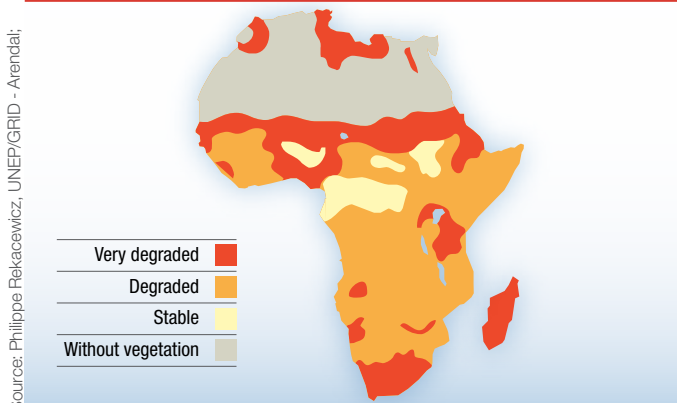 Source: Philippe Rekacewicz, UNEP/GRID - Arendal;
Very degraded
Degraded
Stable
Without vegetation